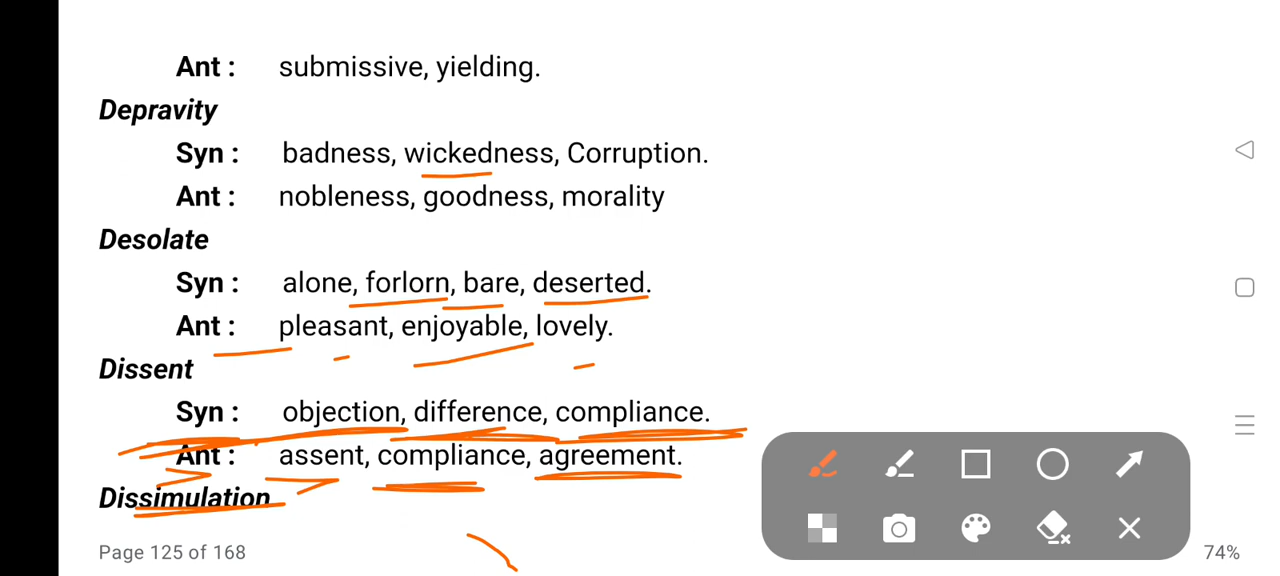 Ant : submissive, yielding.
Depravity
Syn : badness, wickedness, Corruption.
Ant : nobleness, goodness, morality
Desolate
Syn : alone, forlorn, bare, deserted.
Ant : pleasant, enjoyable, lovely.
Dissent
Syn : objection, difference, compliance.
Ant : assent, compliance, agreement.
Dissimulation
Page 125 of 168
74%